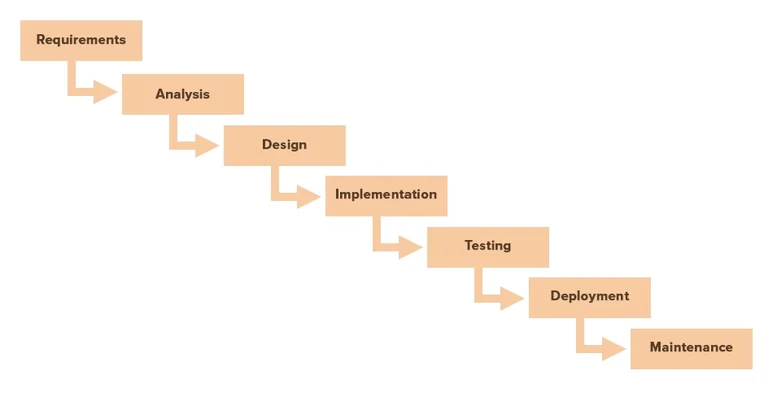 Requirements
Analysis
Design
Implementation
Testing
Deployment
Maintenance